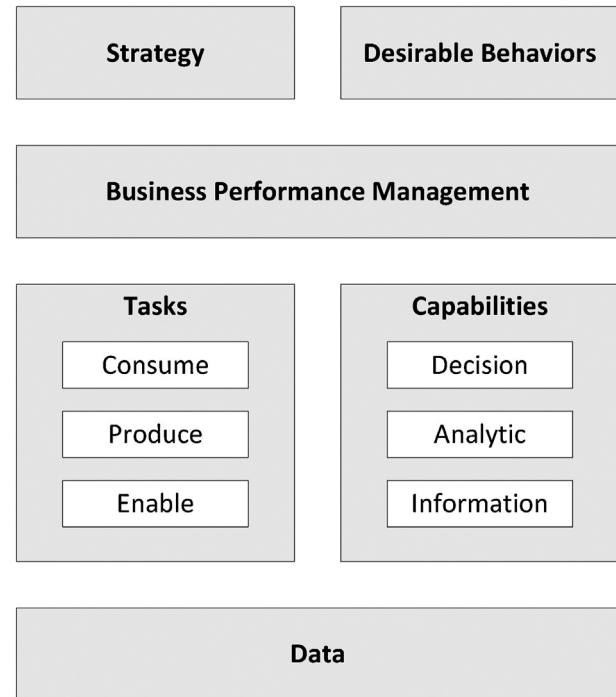 Strategy
Desirable Behaviors
Business Performance Management
Tasks
Consume
Produce
Enable
Capabilities
Decision
Analytic
Information
Data